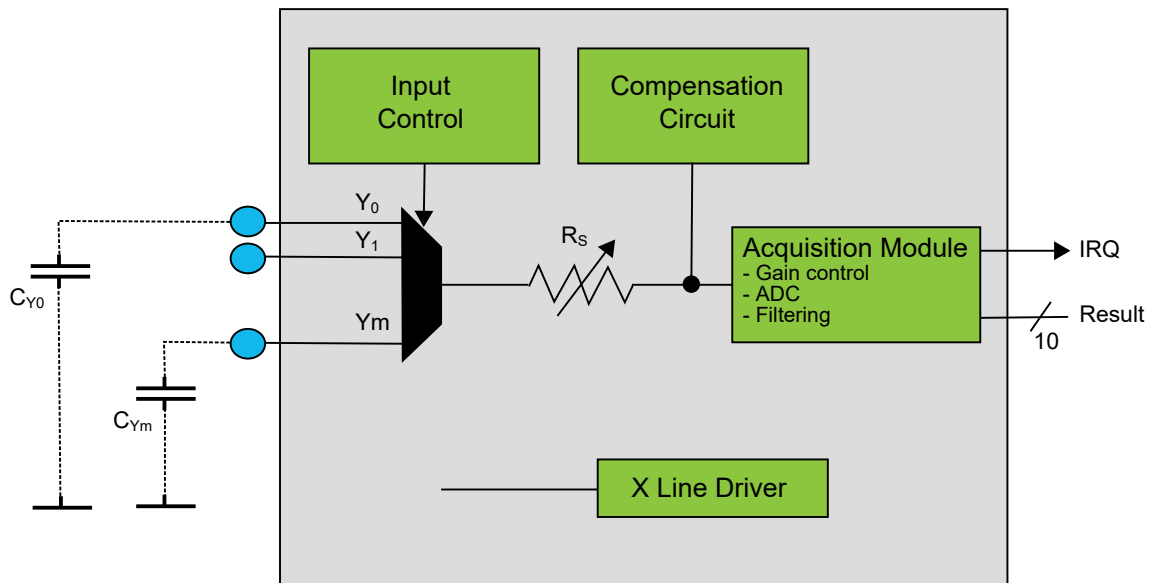 Input
Control
Compensation
Circuit
Y0
Y1
Ym
RS
Acquisition Module
- Gain control
- ADC
- Filtering
IRQ
Result
10
CY0
CYm
X Line Driver